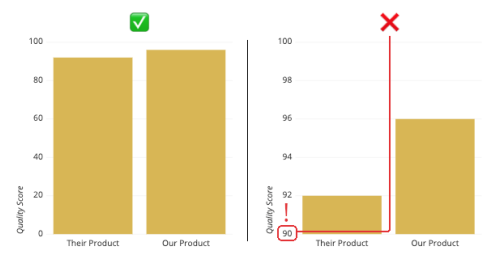 100
80
60
40
20
0
Quality Score
Their Product
Our Product
100
98
96
94
92
!
90
Quality Score
Their Product
Our Product